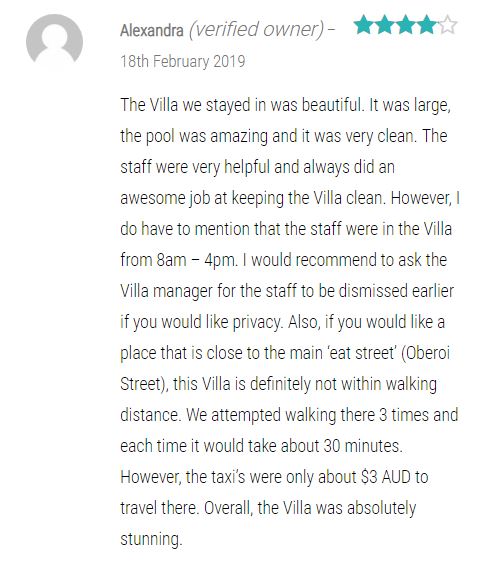 Alexandra (verified owner) –
18th February 2019
The Villa we stayed in was beautiful. It was large,
the pool was amazing and it was very clean. The
staff were very helpful and always did an
awesome job at keeping the Villa clean. However, I
do have to mention that the staff were in the Villa
from 8am – 4pm. I would recommend to ask the
Villa manager for the staff to be dismissed earlier
if you would like privacy. Also, if you would like a
place that is close to the main ‘eat street’ (Oberoi
Street), this Villa is definitely not within walking
distance. We attempted walking there 3 times and
each time it would take about 30 minutes.
However, the taxi’s were only about $3 AUD to
travel there. Overall, the Villa was absolutely
stunning.